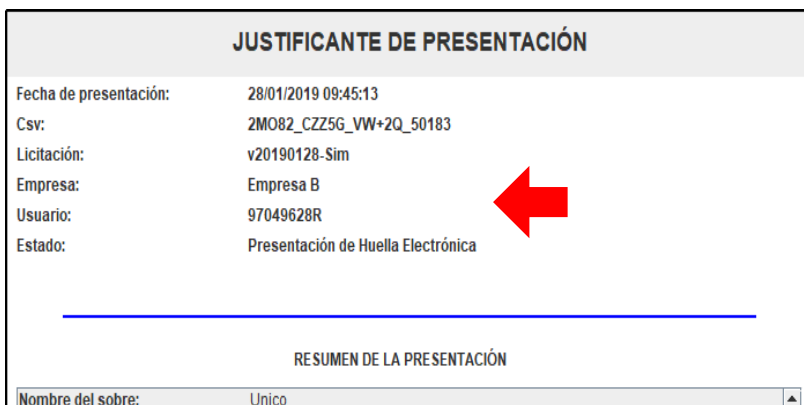 JUSTIFICANTE DE PRESENTACIÓN
Fecha de presentación: 28/01/2019 09:45:13
Csv: 2MO82_CZZ5G_VW+2Q_50183
Licitación: v20190128-Sim
Empresa: Empresa B
Usuario: 97049628R
Estado: Presentación de Huella Electrónica
RESUMEN DE LA PRESENTACIÓN
Nombre del sobre: Unico